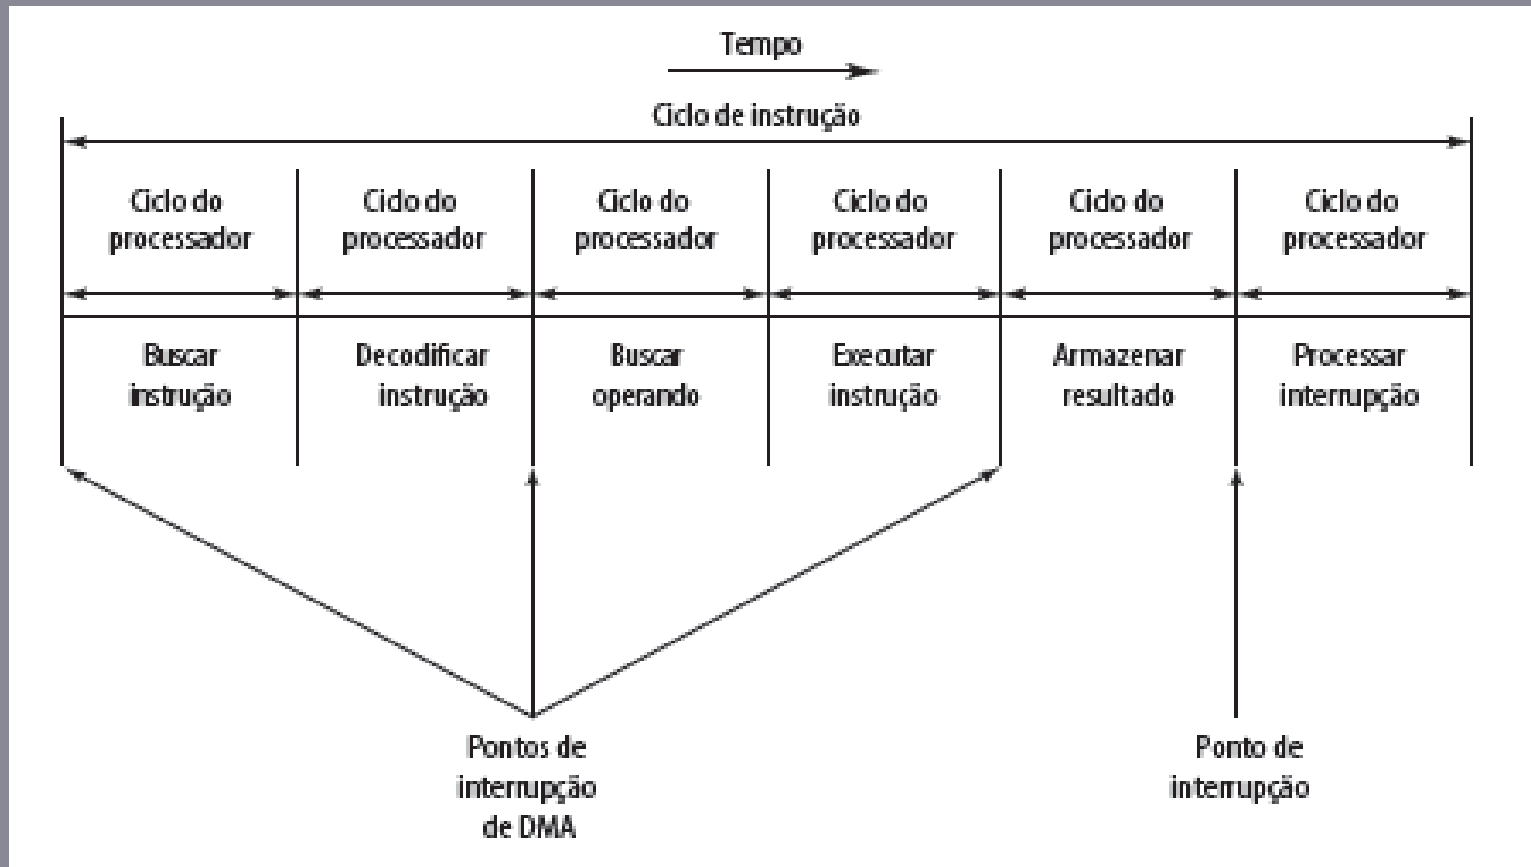 Tempo
Ciclo de instrução
Ciclo do
processador
Ciclo do
processador
Ciclo do
processador
Ciclo do
processador
Ciclo do
processador
Ciclo do
processador
Buscar
instrução
Decodificar
instrução
Buscar
operando
Executar
instrução
Armazenar
resultado
Processar
interrupção
Pontos de
interrupção
de DMA
Ponto de
interrupção